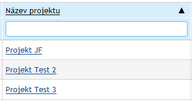 Název projektu ▲
Projekt JF
Projekt Test 2
Projekt Test 3